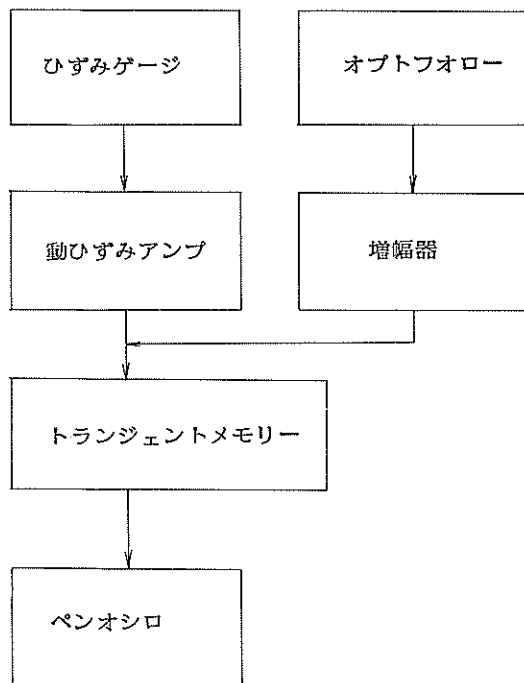 ひずみゲージ
オプトフオロー
動ひずみアンプ
増幅器
トランジェントメモリー
ペンオシロ